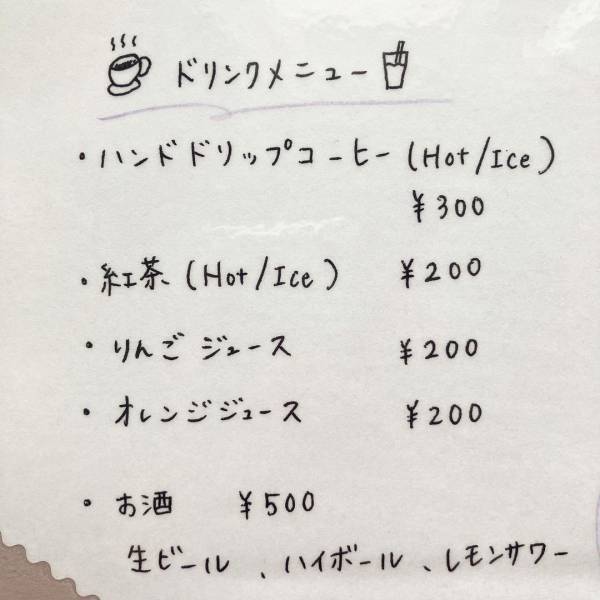 ドリンクメニュー
・ハンドドリップコーヒー (Hot/Ice)
¥300
・紅茶 (Hot/Ice) ¥200
・りんごジュース ¥200
・オレンジジュース ¥200
・お酒 ¥500
生ビール、ハイボール、レモンサワー